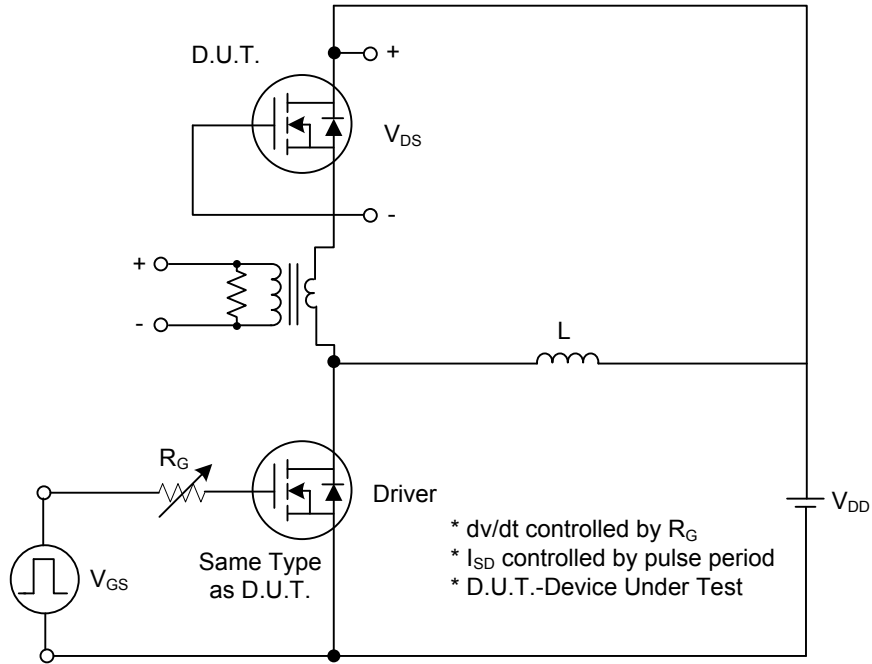 D.U.T.
+
V_DS
-
+
-
L
R_G
Driver
V_DD
V_GS
Same Type
as D.U.T.
* dv/dt controlled by R_G
* I_SD controlled by pulse period
* D.U.T.-Device Under Test